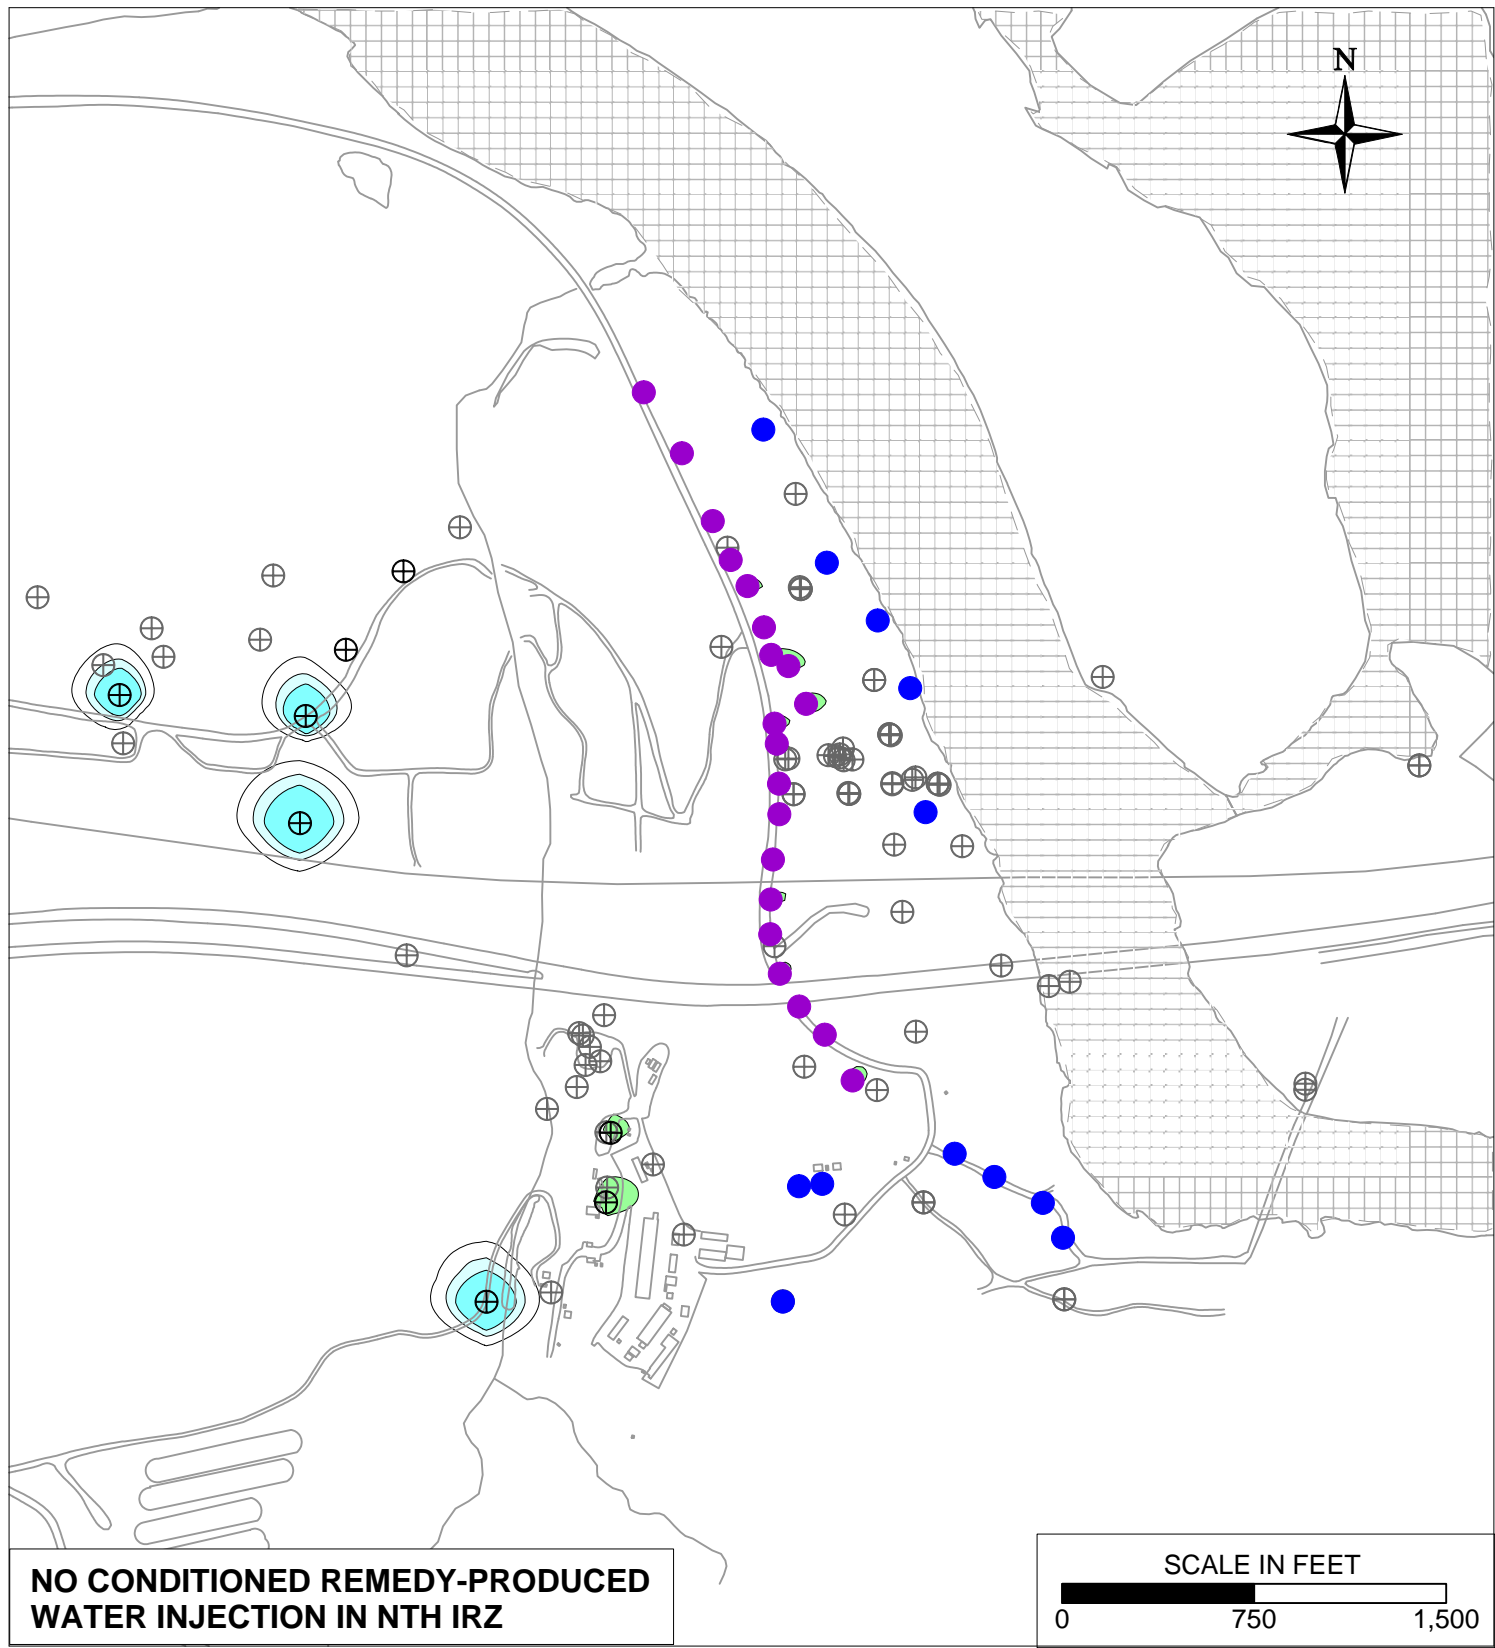 N
NO CONDITIONED REMEDY-PRODUCED
WATER INJECTION IN NTH IRZ
SCALE IN FEET
0 750 1,500